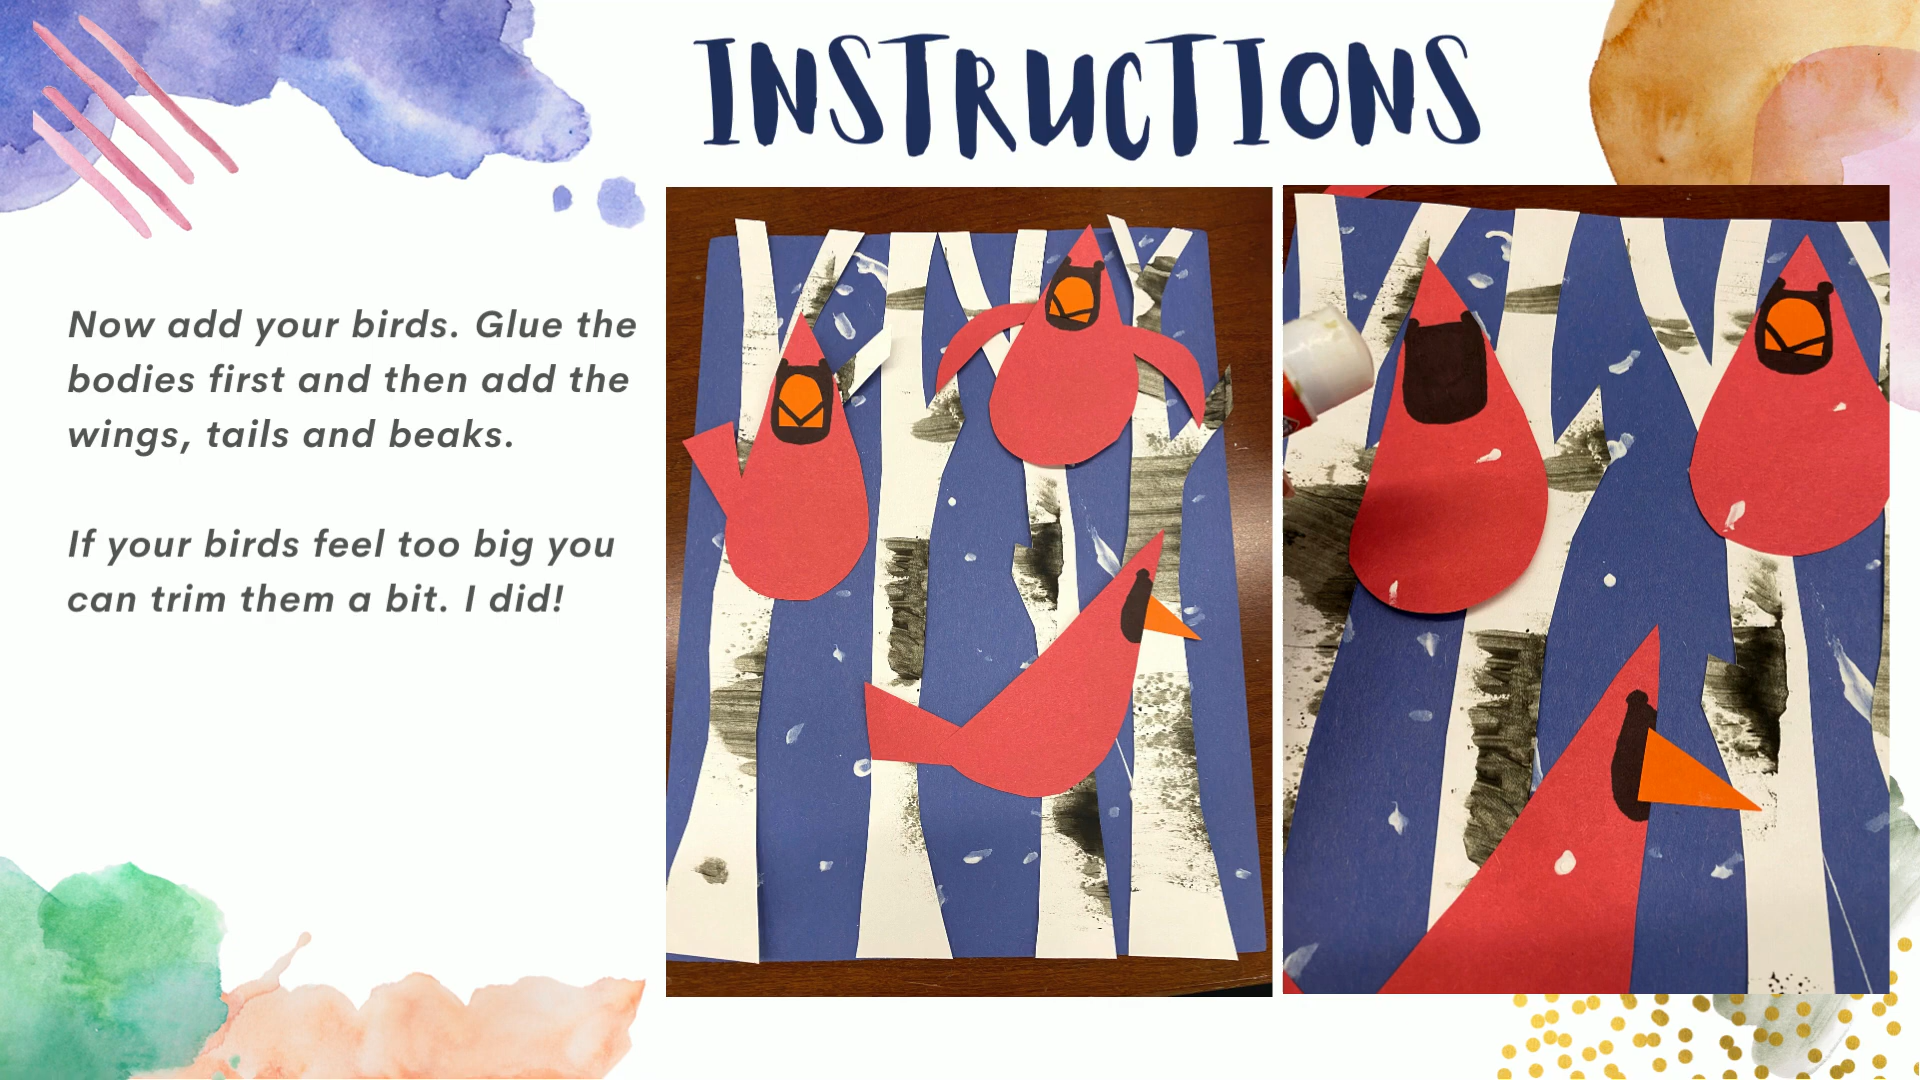 INSTRUCTIONS
Now add your birds. Glue the
bodies first and then add the
wings, tails and beaks.
If your birds feel too big you
can trim them a bit. I did!